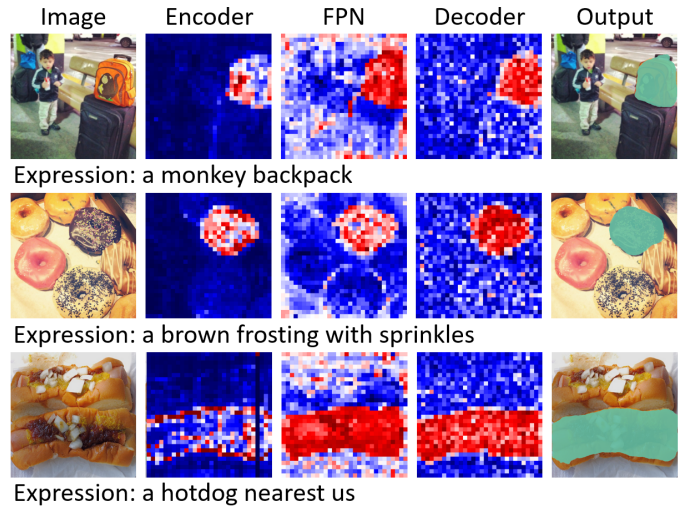 Image Encoder FPN Decoder Output
Expression: a monkey backpack
Expression: a brown frosting with sprinkles
Expression: a hotdog nearest us